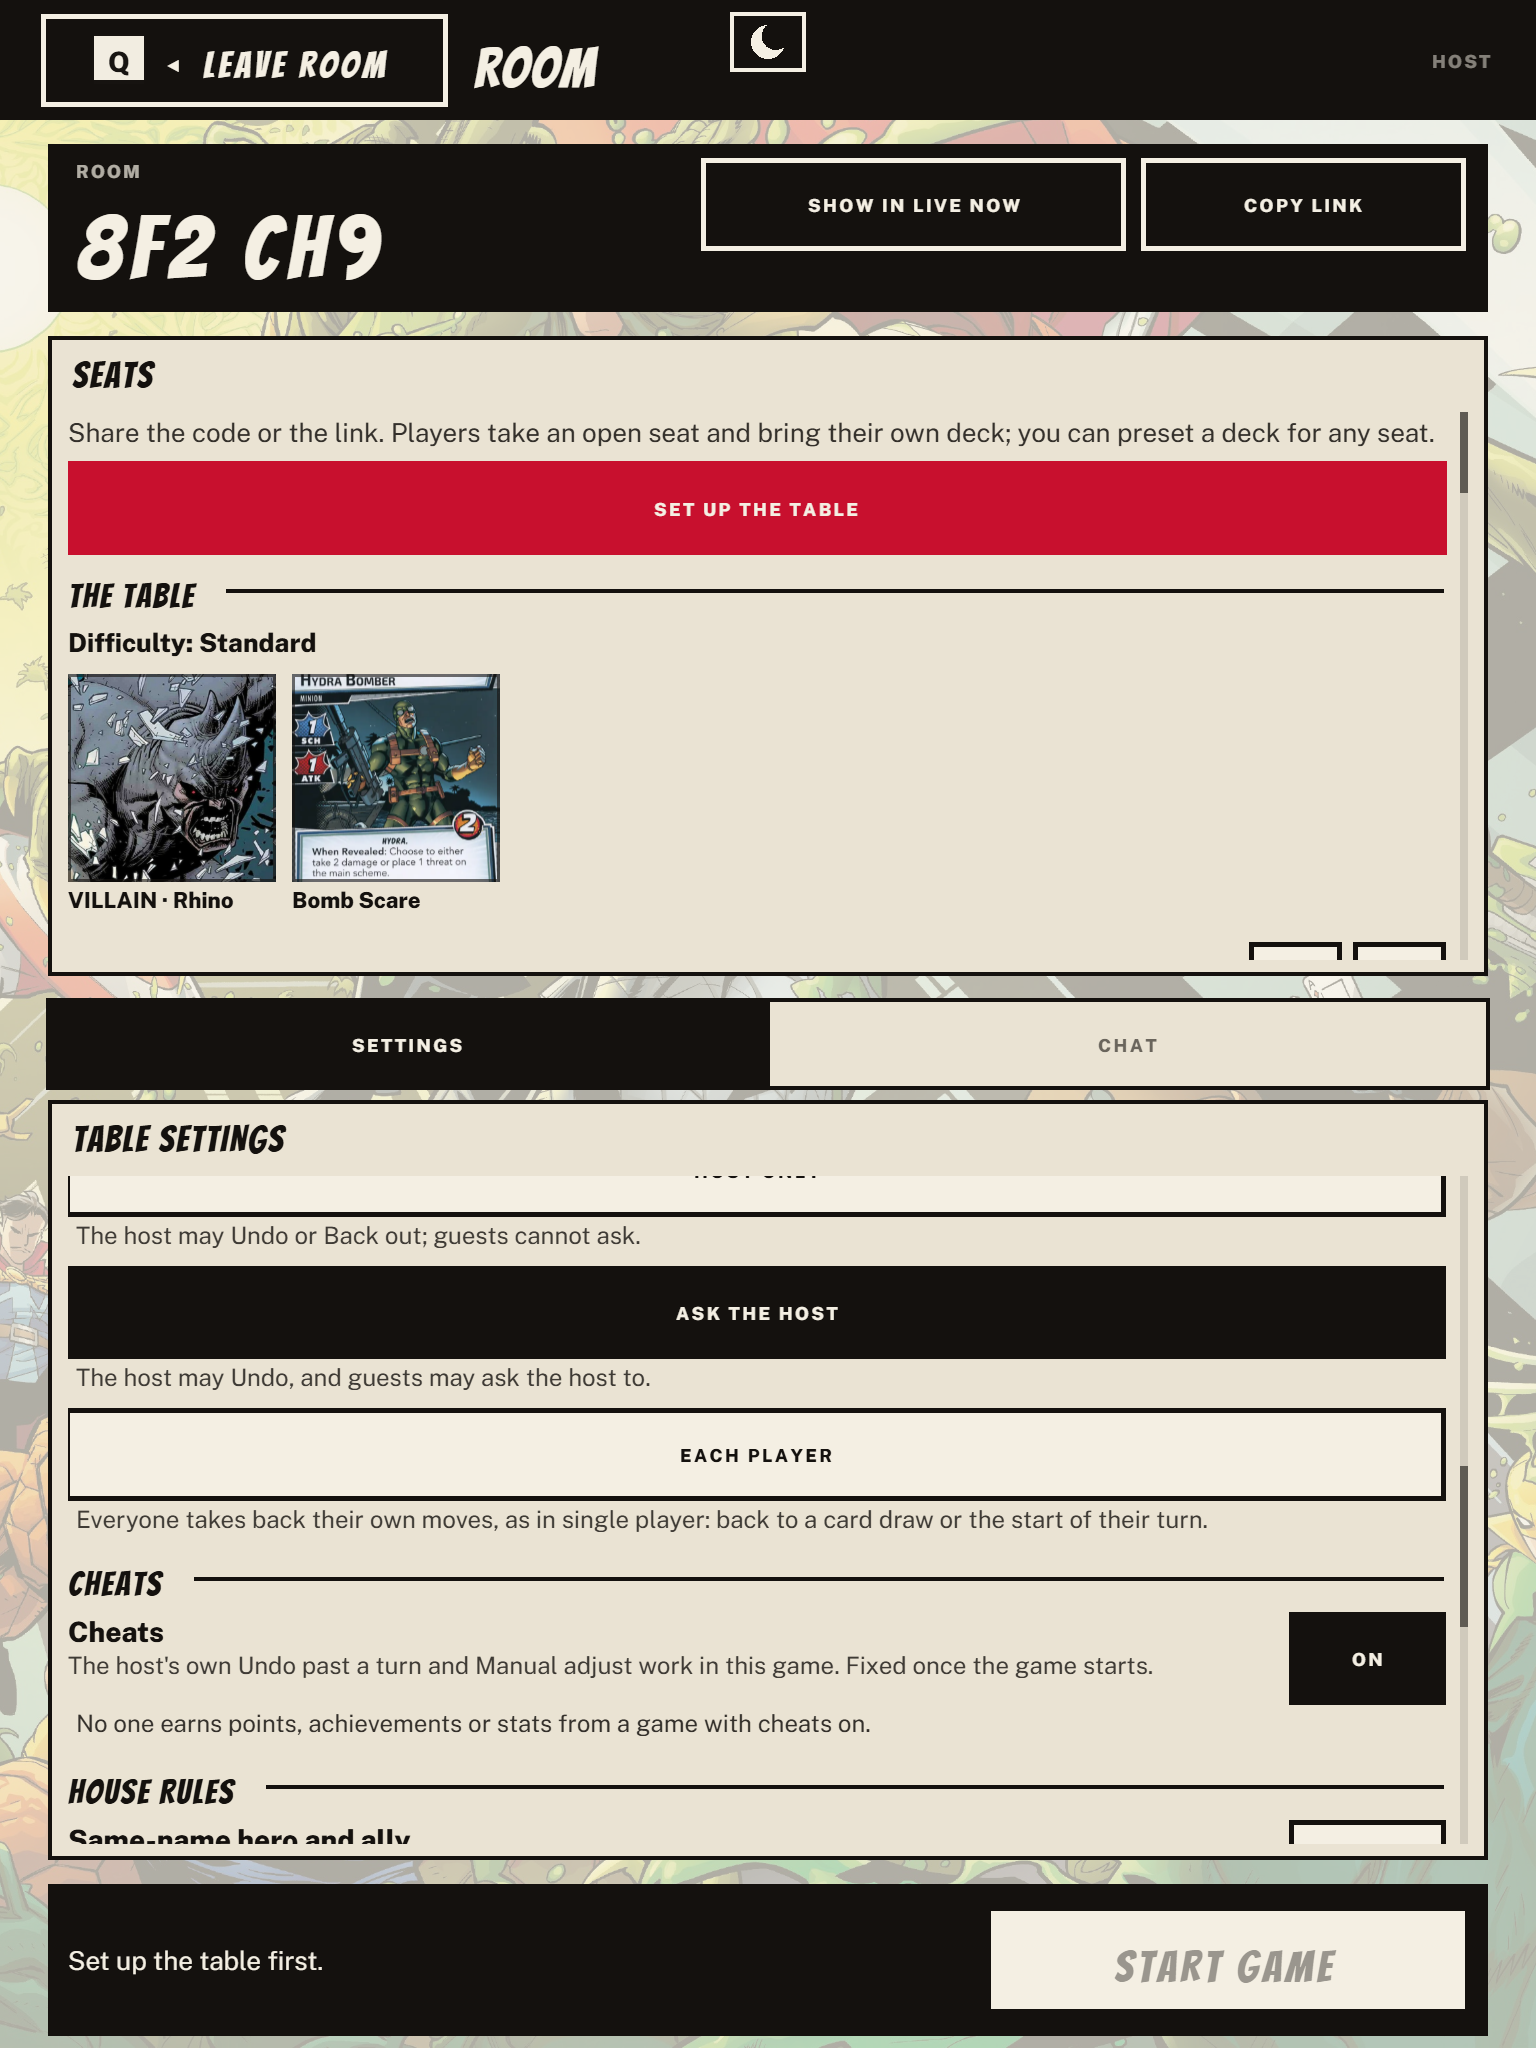 Q ◂ LEAVE ROOM
ROOM
HOST
ROOM
8F2 CH9
SHOW IN LIVE NOW
COPY LINK
SEATS
Share the code or the link. Players take an open seat and bring their own deck; you can preset a deck for any seat.
SET UP THE TABLE
THE TABLE
Difficulty: Standard
HYDRA BOMBER
MINION
1
SCH
1
ATK
2
HYDRA.
When Revealed: Choose to either
take 2 damage or place 1 threat on
the main scheme.
VILLAIN · Rhino
Bomb Scare
SETTINGS
CHAT
TABLE SETTINGS
HOST ONLY
The host may Undo or Back out; guests cannot ask.
ASK THE HOST
The host may Undo, and guests may ask the host to.
EACH PLAYER
Everyone takes back their own moves, as in single player: back to a card draw or the start of their turn.
CHEATS
Cheats
The host's own Undo past a turn and Manual adjust work in this game. Fixed once the game starts.
ON
No one earns points, achievements or stats from a game with cheats on.
HOUSE RULES
Same-name hero and ally
Set up the table first.
START GAME